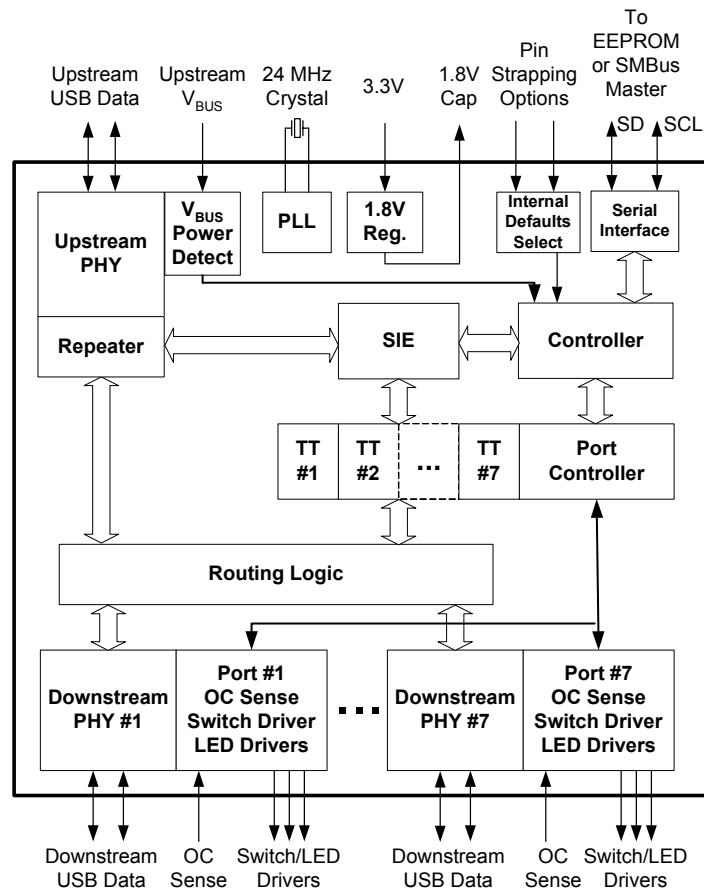 To
EEPROM
or SMBus
Master
Upstream
USB Data
Upstream
VBUS
24 MHz
Crystal
3.3V
1.8V
Cap
Pin
Strapping
Options
SD
SCL
Upstream
PHY
VBUS
Power
Detect
PLL
1.8V
Reg.
Internal
Defaults
Select
Serial
Interface
Repeater
SIE
Controller
TT
#1
TT
#2
...
TT
#7
Port
Controller
Routing Logic
Downstream
PHY #1
Port #1
OC Sense
Switch Driver
LED Drivers
...
Downstream
PHY #7
Port #7
OC Sense
Switch Driver
LED Drivers
Downstream
USB Data
OC
Sense
Switch/LED
Drivers
Downstream
USB Data
OC
Sense
Switch/LED
Drivers